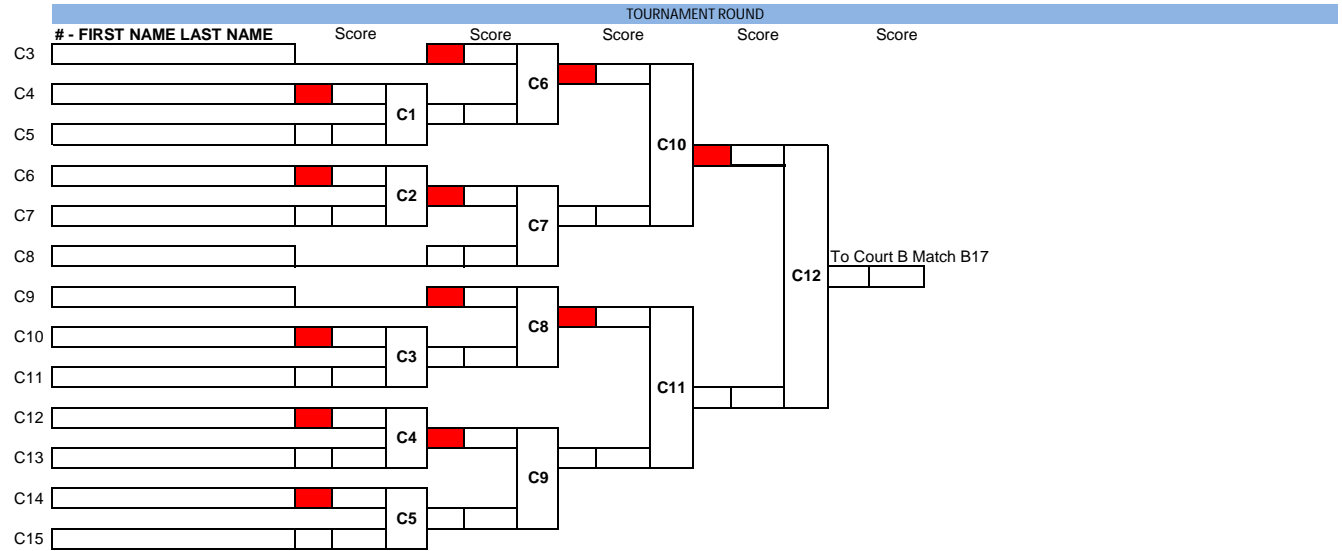 TOURNAMENT ROUND
# - FIRST NAME LAST NAME Score Score Score Score Score
C3
C6
C4
C1
C5
C10
C6
C2
C7
C7
C8
To Court B Match B17
C12
C9
C8
C10
C3
C11
C11
C12
C4
C13
C9
C14
C5
C15